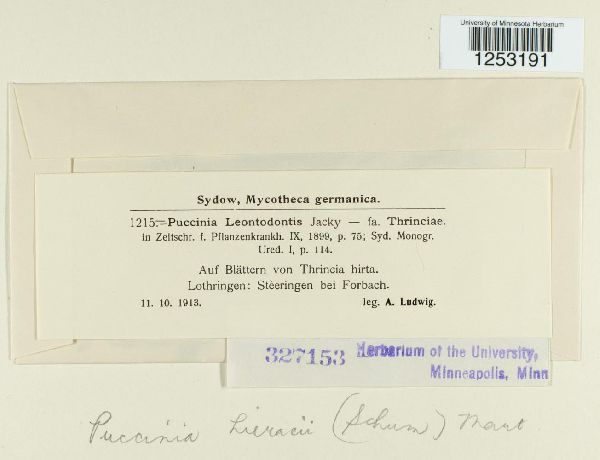 University of Minnesota Herbarium
1253191
Sydow, Mycotheca germanica.
1215. Puccinia Leontodontis Jacky — fa. Thrinciae.
in Zeitschr. f. Pflanzenkrankh. IX, 1899, p. 75; Syd. Monogr.
Ured. I, p. 114.
Auf Blättern von Thrincia hirta.
Lothringen: Steeringen bei Forbach.
11. 10. 1913. leg. A. Ludwig.
327153 Herbarium of the University,
Minneapolis, Minn
Puccinia hieracii (Schum) Mart